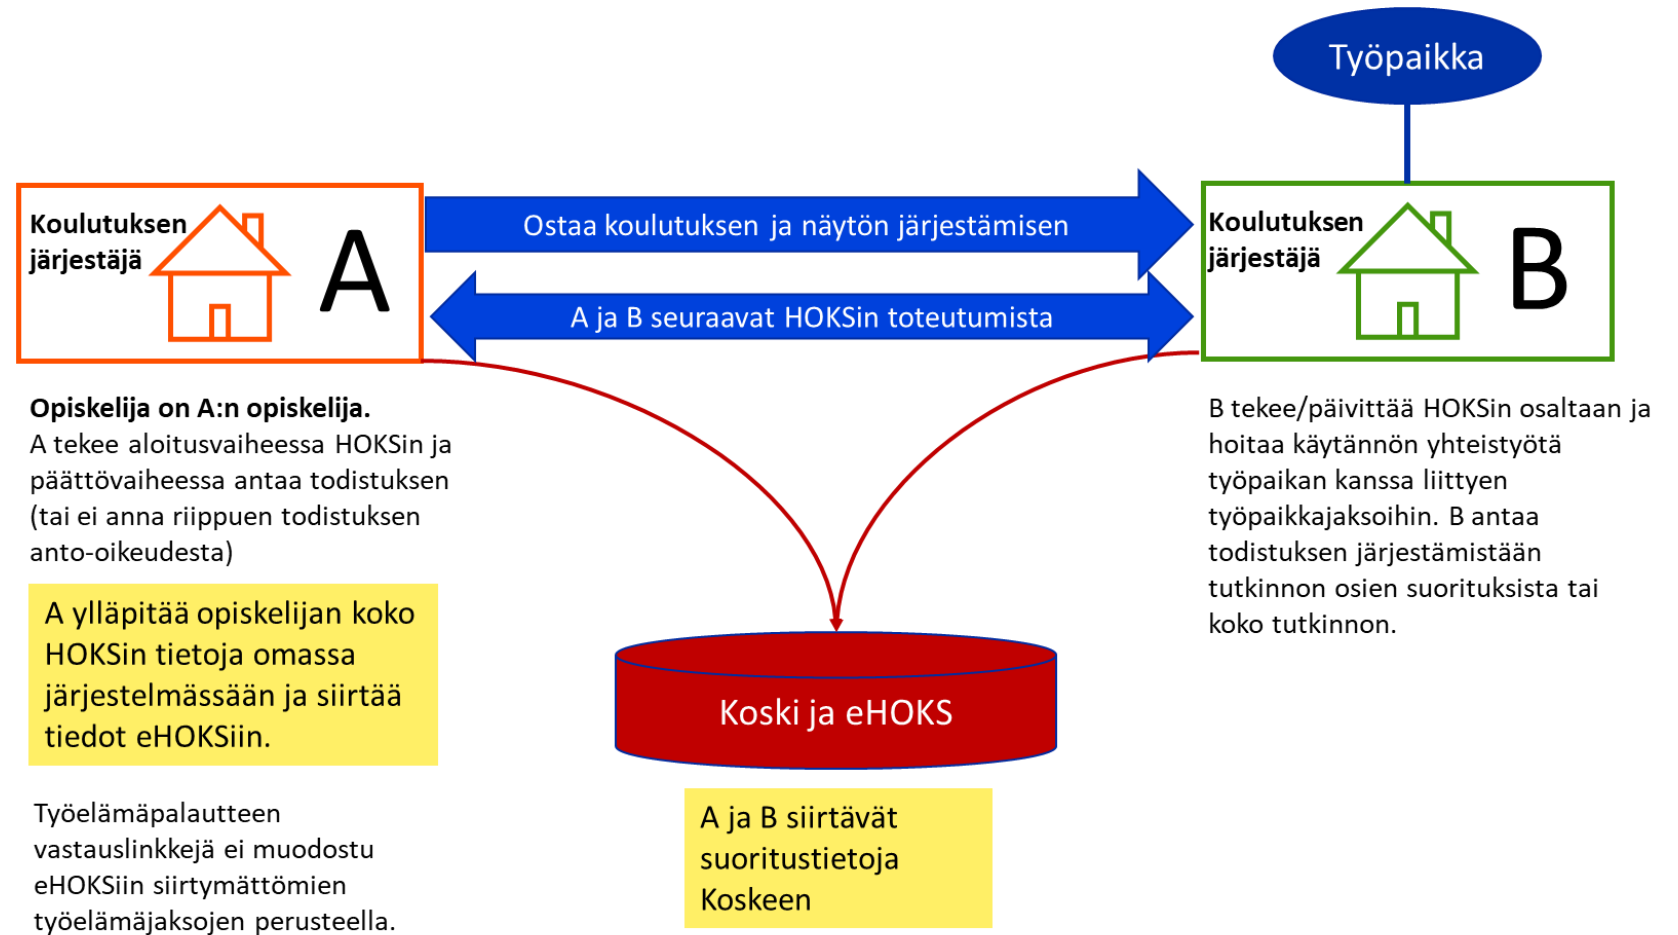 Työpaikka
Koulutuksen
järjestäjä
A
Ostaa koulutuksen ja näytön järjestämisen
A ja B seuraavat HOKSin toteutumista
Koulutuksen
järjestäjä
B
Opiskelija on A:n opiskelija.
A tekee aloitusvaiheessa HOKSin ja
päättövaiheessa antaa todistuksen
(tai ei anna riippuen todistuksen
anto-oikeudesta)
A ylläpitää opiskelijan koko
HOKSin tietoja omassa
järjestelmässään ja siirtää
tiedot eHOKSiin.
Työelämäpalautteen
vastauslinkkejä ei muodostu
eHOKSiin siirtymättömien
työelämäjaksojen perusteella.
Koski ja eHOKS
A ja B siirtävät
suoritustietoja
Koskeen
B tekee/päivittää HOKSin osaltaan ja
hoitaa käytännön yhteistyötä
työpaikan kanssa liittyen
työpaikkajaksoihin. B antaa
todistuksen järjestämistään
tutkinnon osien suorituksista tai
koko tutkinnon.